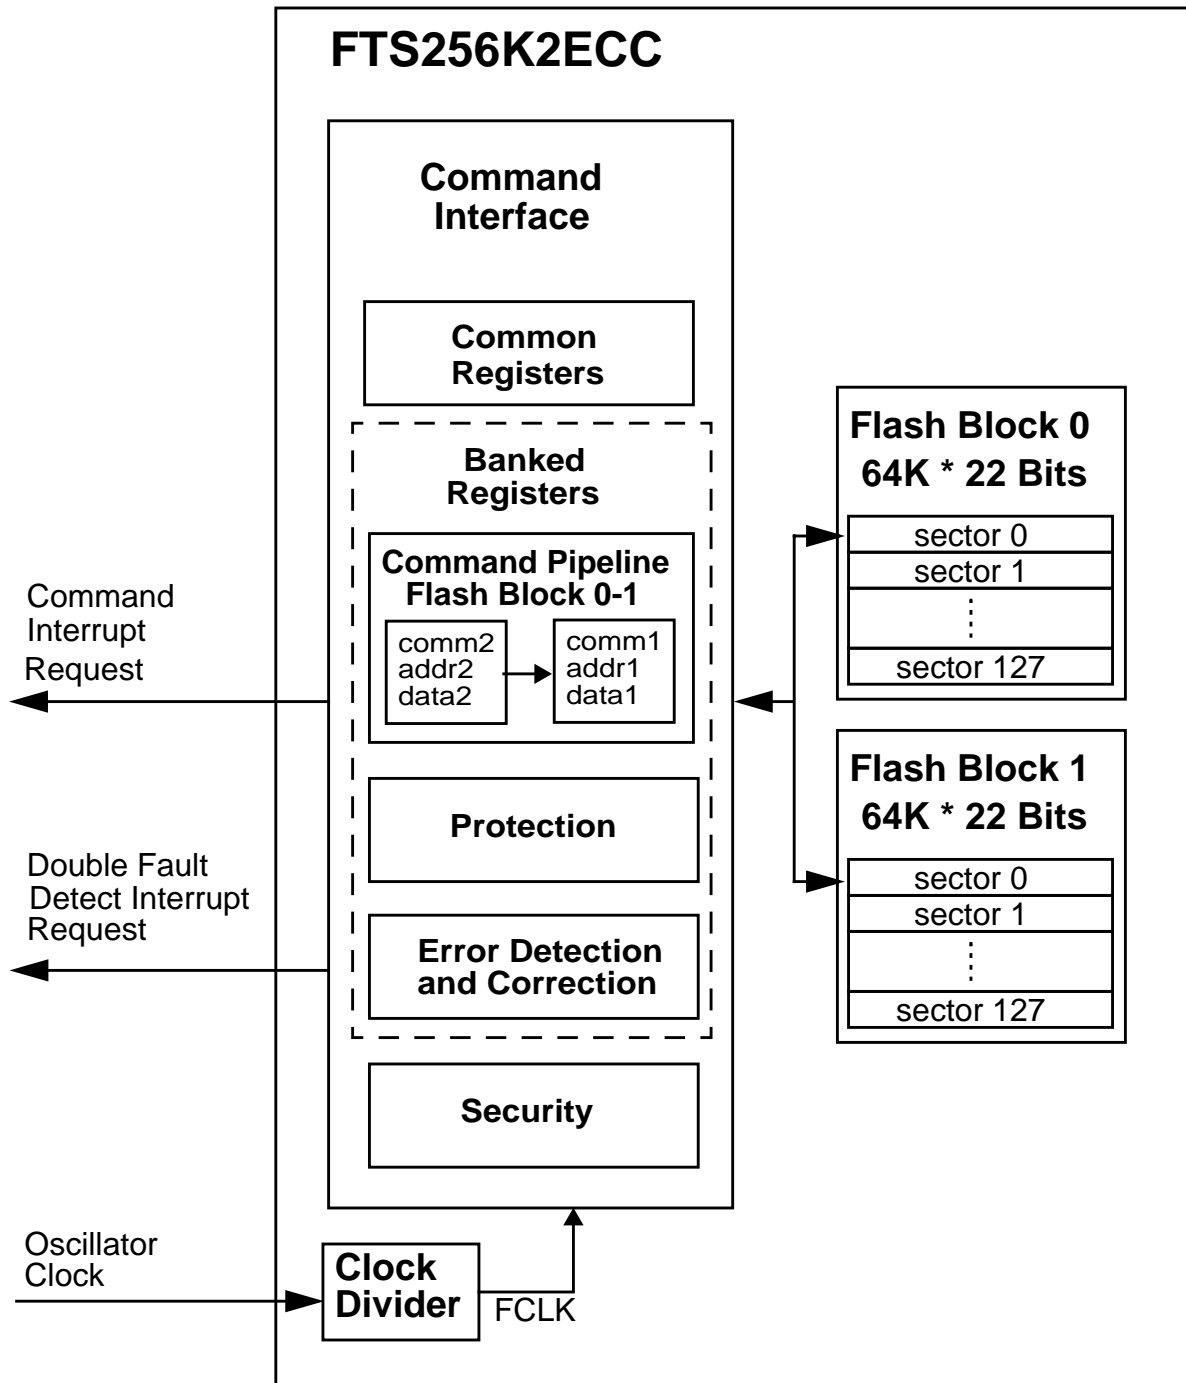 FTS256K2ECC
Command
Interface
Common
Registers
Banked
Registers
Command Pipeline
Flash Block 0-1
comm2
addr2
data2
comm1
addr1
data1
Protection
Error Detection
and Correction
Security
Flash Block 0
64K * 22 Bits
sector 0
sector 1
sector 127
Flash Block 1
64K * 22 Bits
sector 0
sector 1
sector 127
Command
Interrupt
Request
Double Fault
Detect Interrupt
Request
Oscillator
Clock
Clock
Divider
FCLK